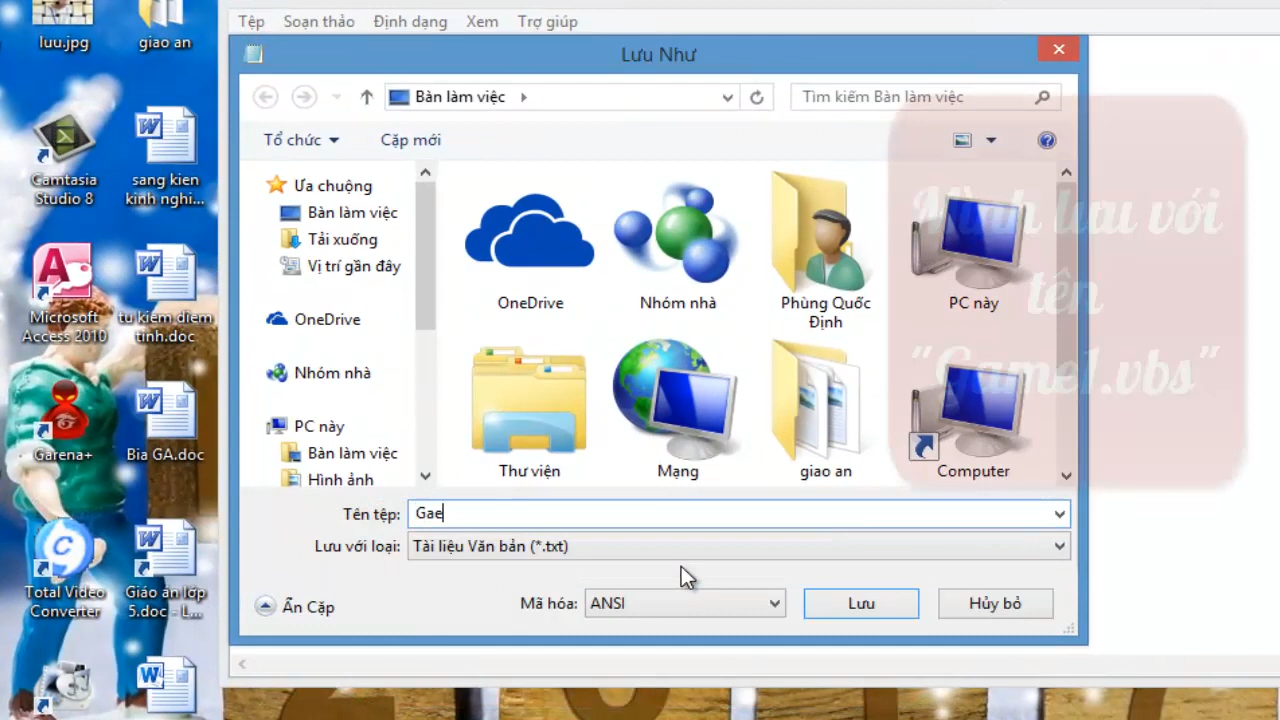 luu.jpg
giao an
Camtasia
Studio 8
sang kien
kinh nghi...
Microsoft
Access 2010
tu kiem diem
tinh.doc
Garena+
Bia GA.doc
Total Video
Converter
Giáo án lớp
5.doc - L...
Tệp Soạn thảo Định dạng Xem Trợ giúp
Lưu Như
Bàn làm việc
Tìm kiếm Bàn làm việc
Tổ chức Cặp mới
Ưa chuộng
Bàn làm việc
Tải xuống
Vị trí gần đây
OneDrive
Nhóm nhà
PC này
Bàn làm việc
Hình ảnh
OneDrive
Nhóm nhà
Phùng Quốc
Định
PC này
Thư viện
Mạng
giao an
Computer
Mình lưu với
tên
"Game1.vbs"
Tên tệp: Gae
Lưu với loại: Tài liệu Văn bản (*.txt)
Ẩn Cặp
Mã hóa: ANSI
Lưu
Hủy bỏ